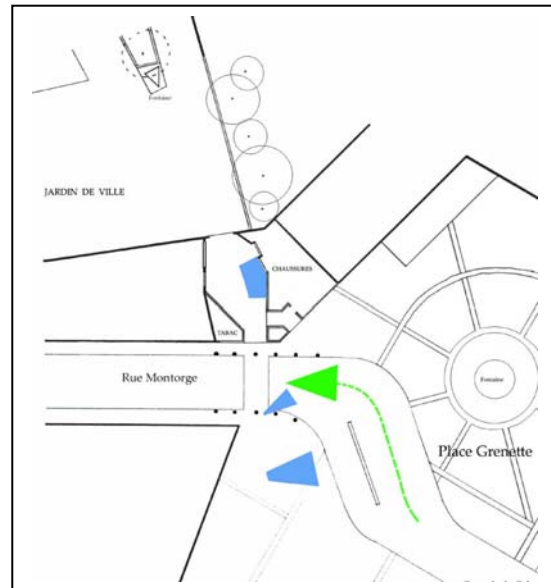 Fontaine
JARDIN DE VILLE
CHAUSSURES
TABAC
Rue Montorge
Fontaine
Place Grenette